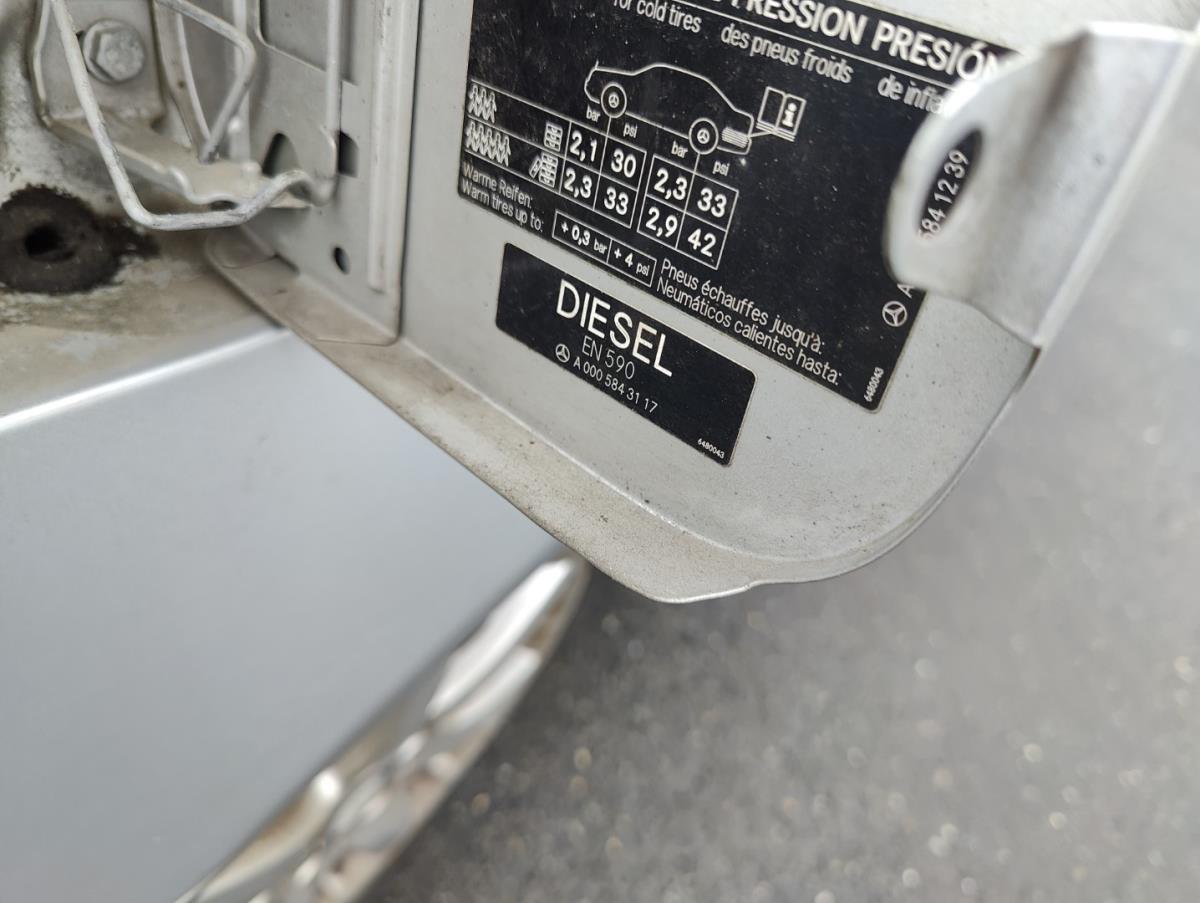 PRESSION PRESIÓN
for cold tires des pneus froids de infla
bar psi bar psi
2,1 30 2,3 33
2,3 33 2,9 42
Warme Reifen:
Warm tires up to:
+ 0,3 bar + 4 psi
Pneus échauffes jusqu'à:
Neumáticos calientes hasta:
A
584 12 39
6480043
DIESEL
EN 590
A 000 584 31 17
6480043